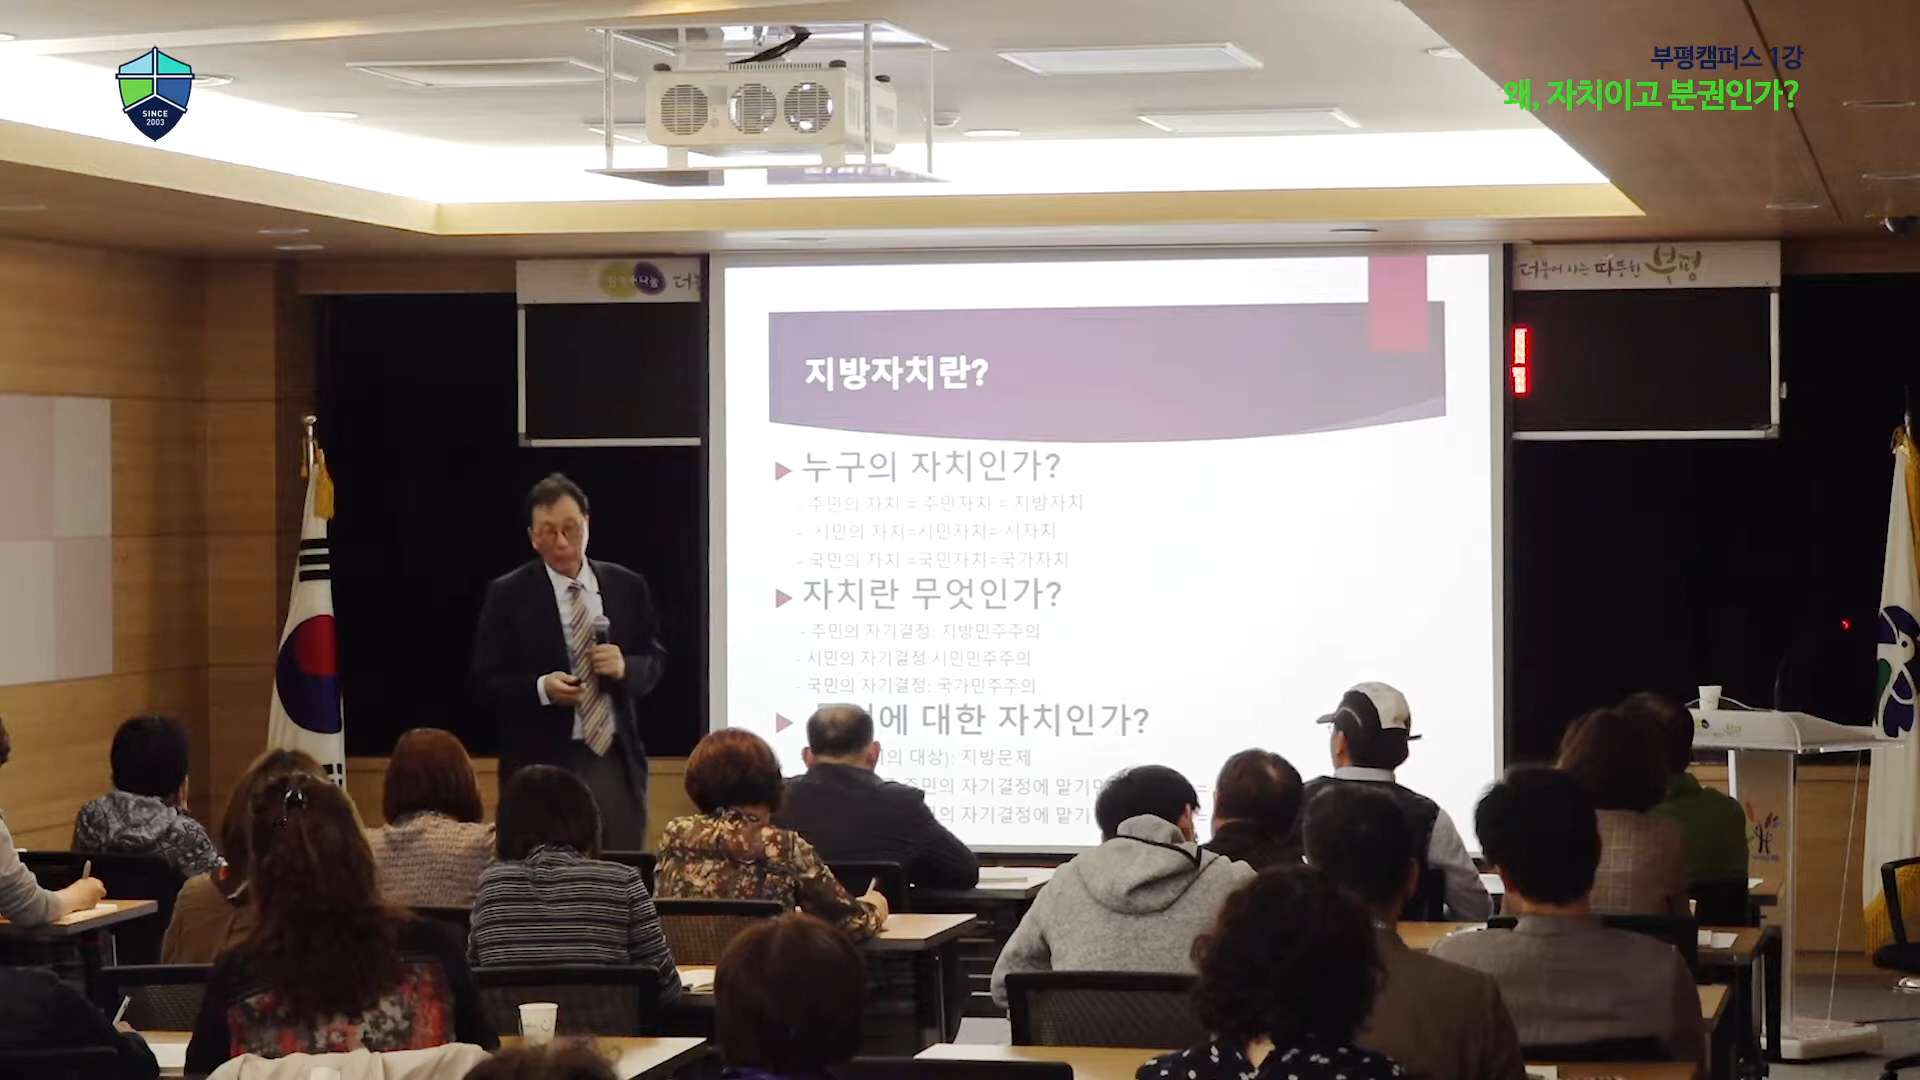 SINCE
2003
부평캠퍼스 1강
왜, 자치이고 분권인가?
더불어 사는 따뜻한 부평
지방자치란?
누구의 자치인가?
- 주민의 자치 = 주민자치 = 지방자치
- 시민의 자치=시민자치= 시자치
- 국민의 자치 =국민자치=국가자치
자치란 무엇인가?
- 주민의 자기결정: 지방민주주의
- 시민의 자기결정:시민민주주의
- 국민의 자기결정: 국가민주주의
에 대한 자치인가?
의 대상): 지방문제
주민의 자기결정에 맡기면
의 자기결정에 맡기